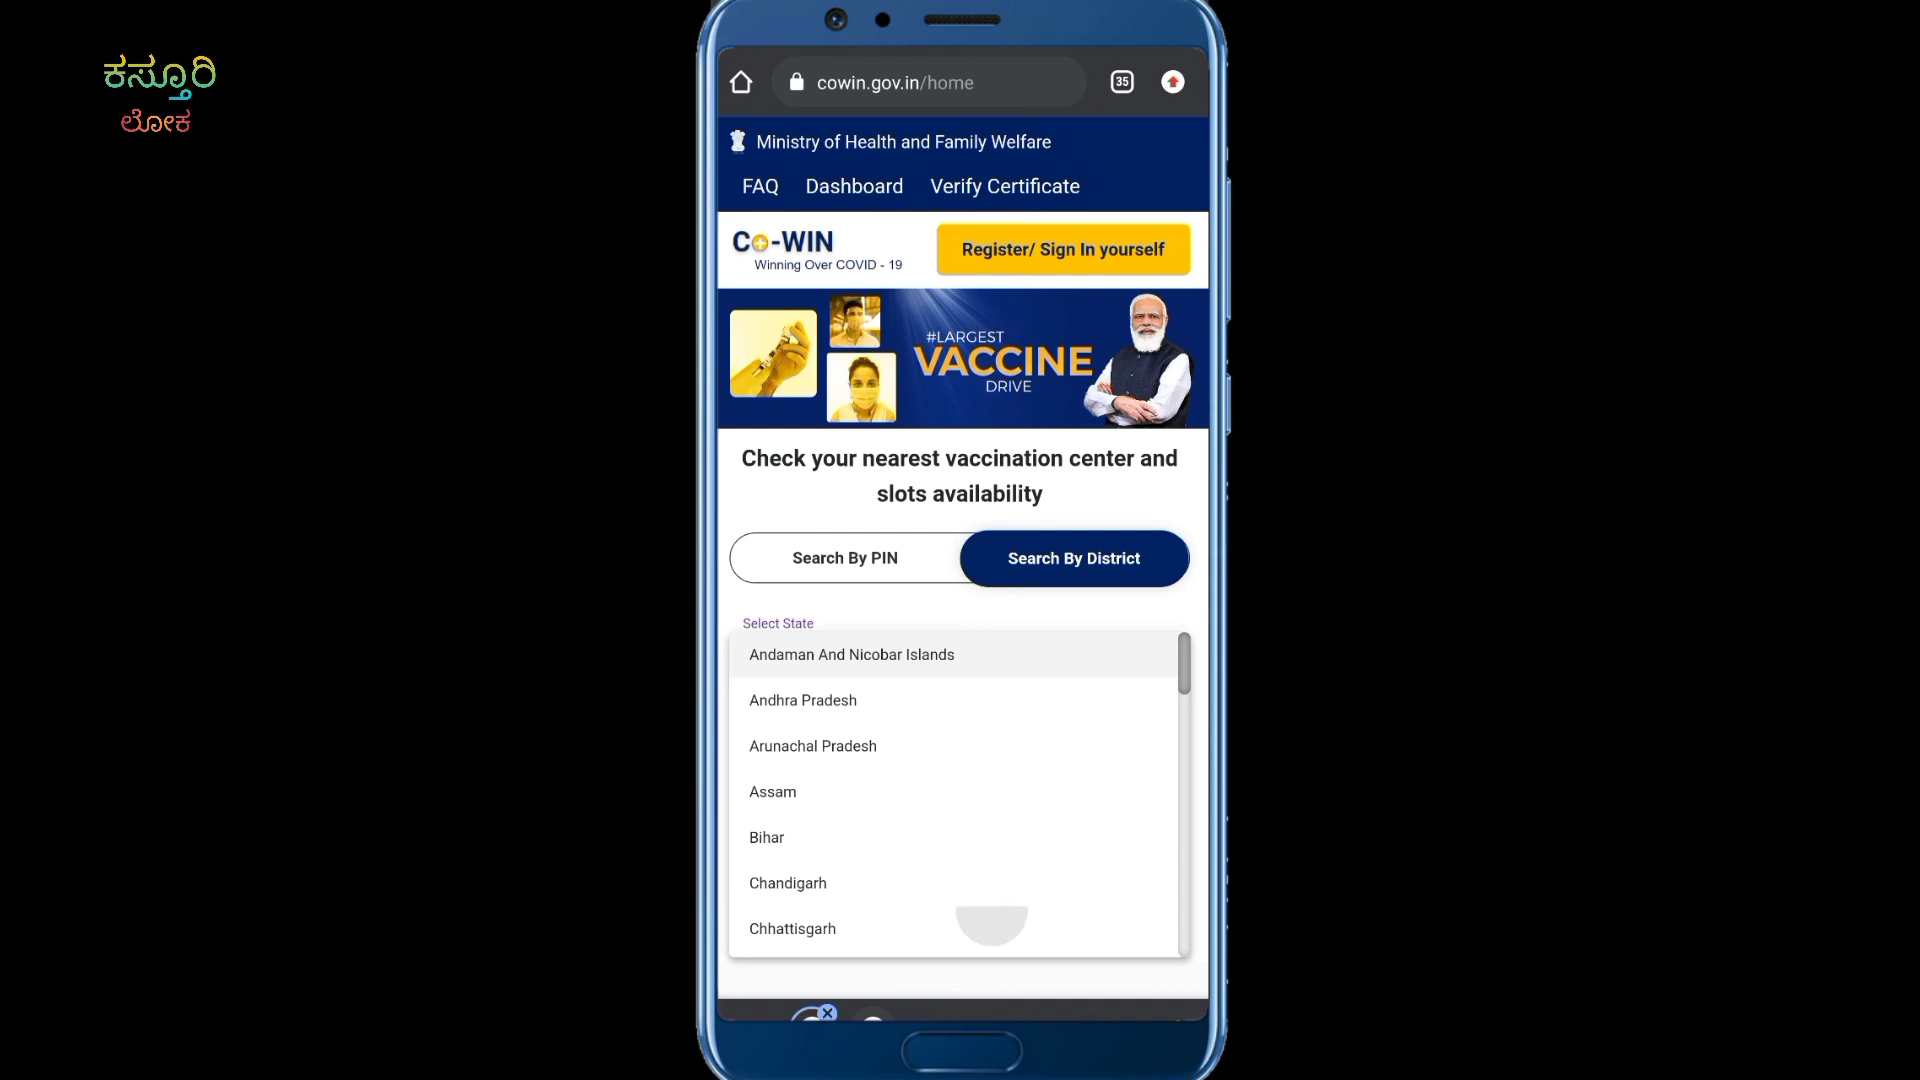 ಕಸ್ತೂರಿ
ಲೋಕ
cowin.gov.in/home
35
Ministry of Health and Family Welfare
FAQ Dashboard Verify Certificate
Co-WIN
Winning Over COVID - 19
Register/ Sign In yourself
#LARGEST
VACCINE
DRIVE
Check your nearest vaccination center and
slots availability
Search By PIN Search By District
Select State
Andaman And Nicobar Islands
Andhra Pradesh
Arunachal Pradesh
Assam
Bihar
Chandigarh
Chhattisgarh